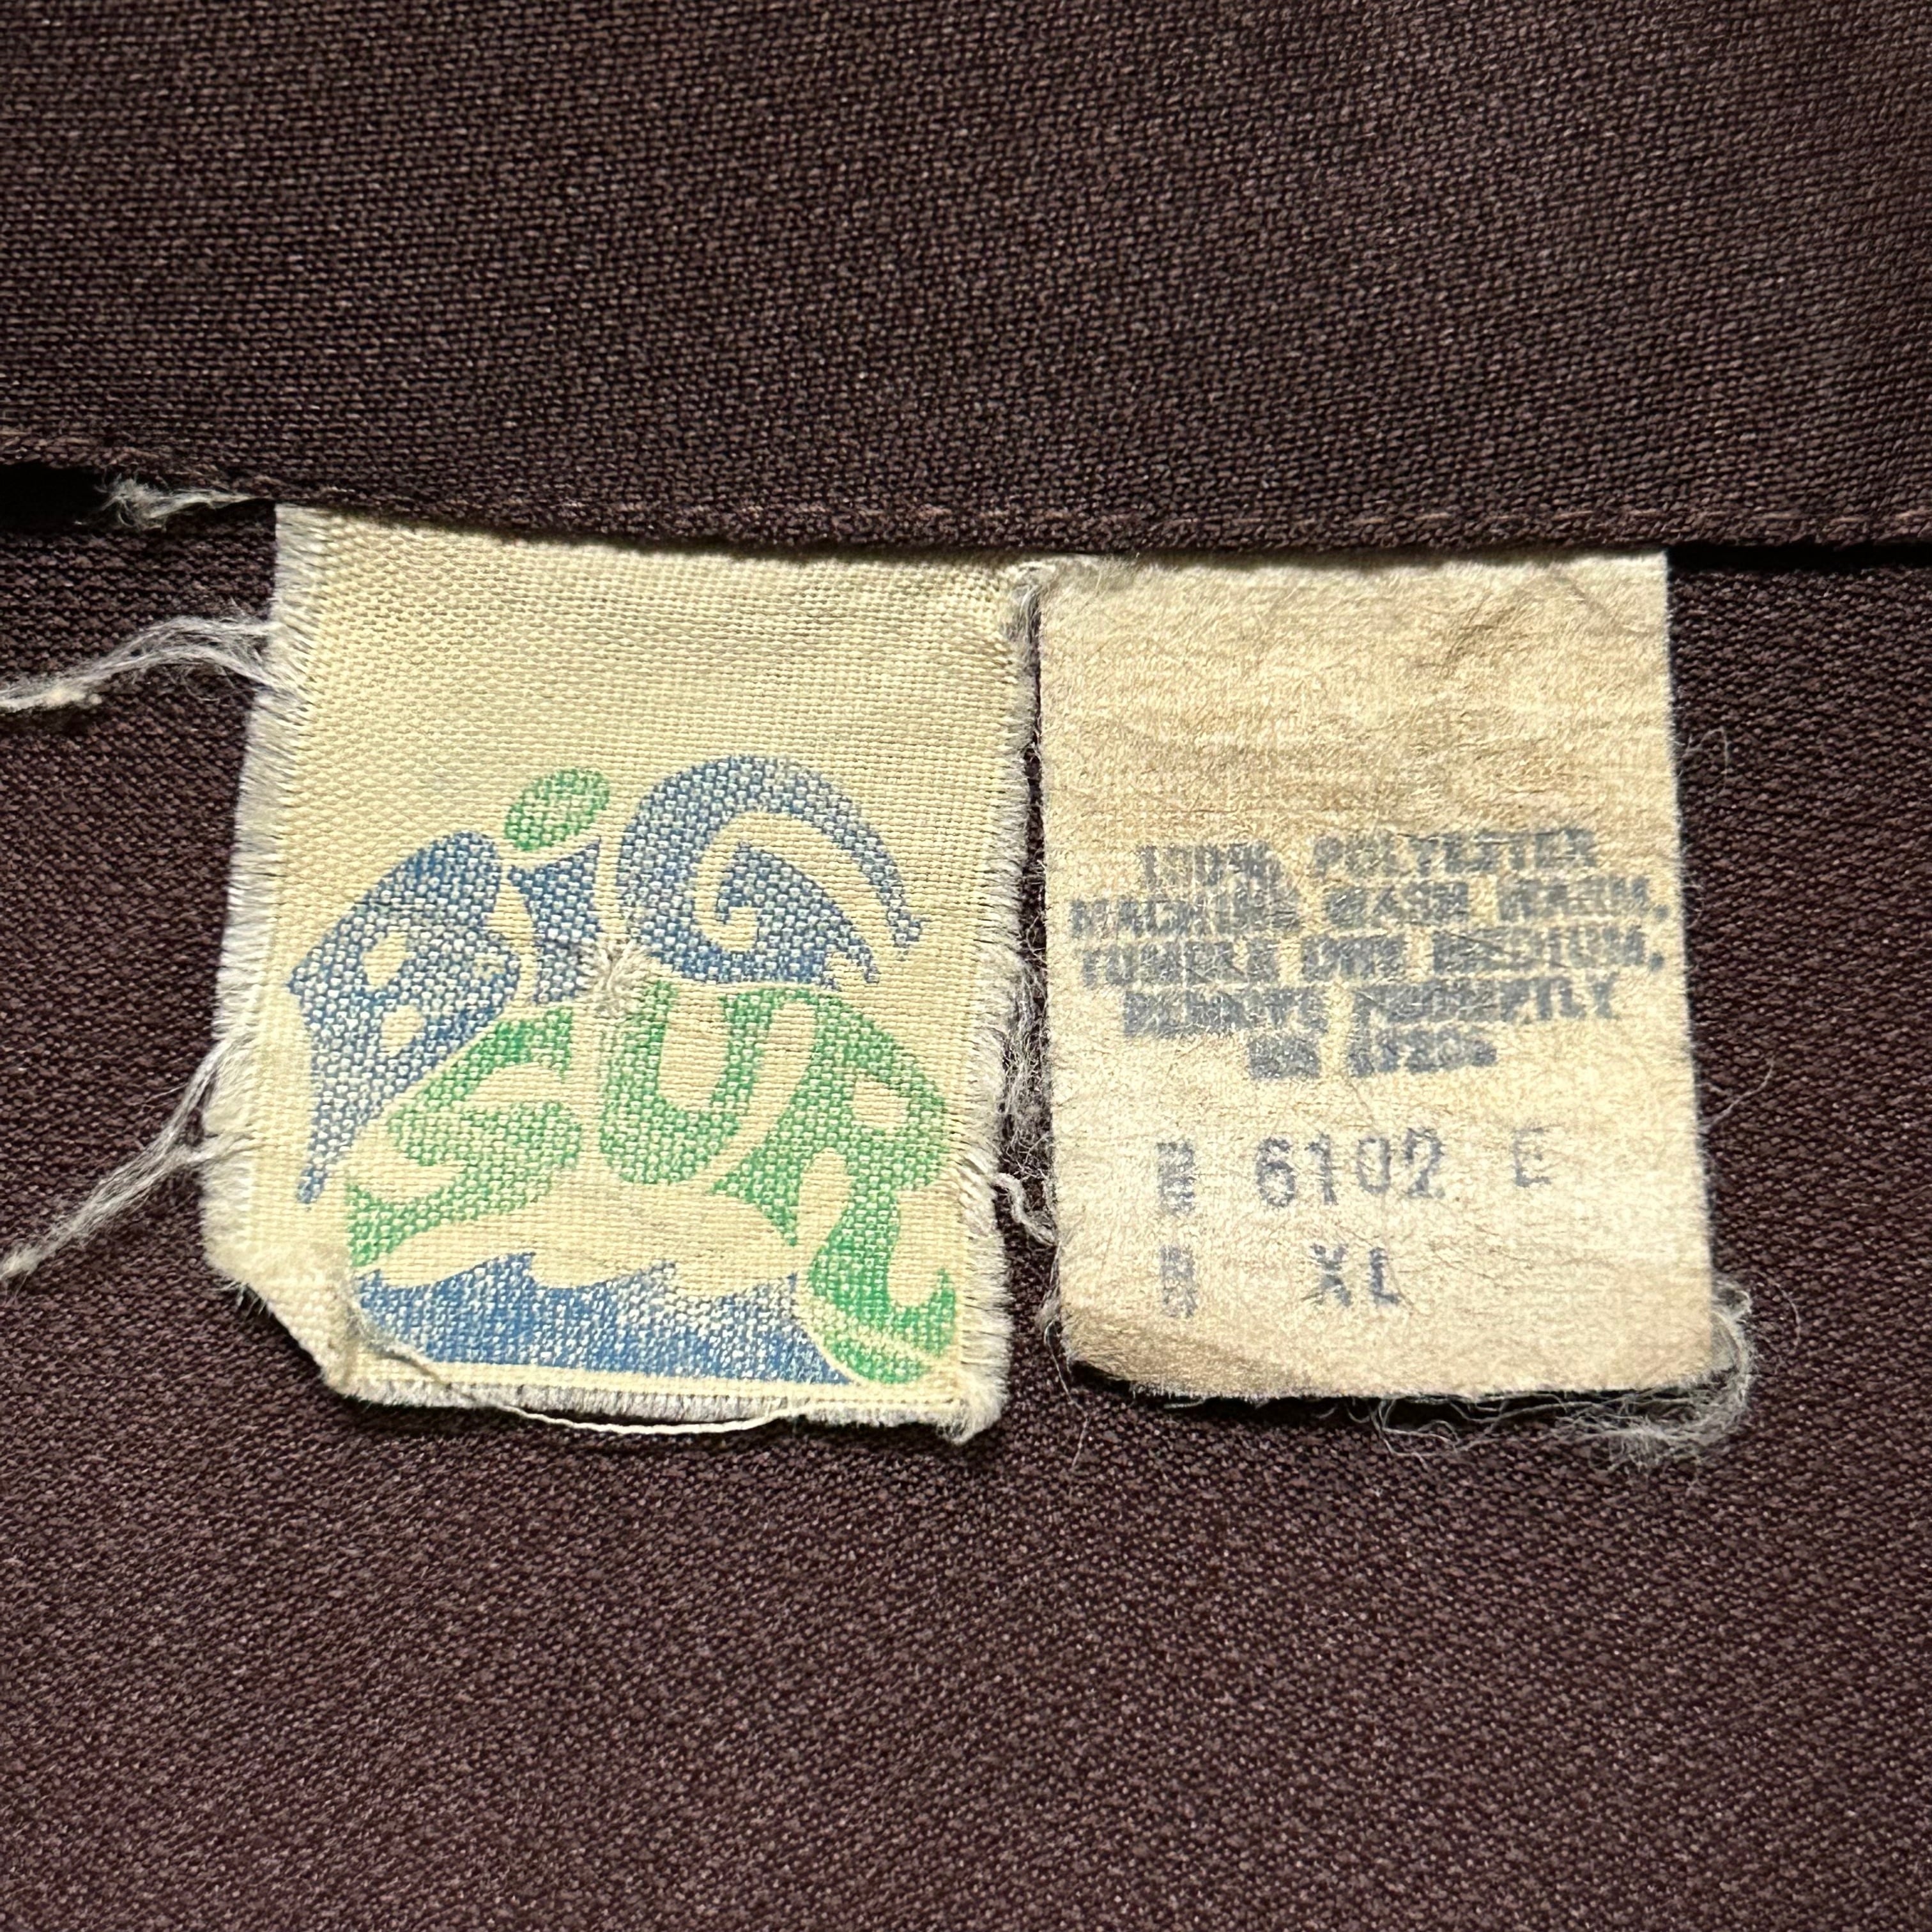 BiG
SUR
100% POLYESTER
MACHINE WASH WARM,
TUMBLE DRY MEDIUM,
REMOVE PROMPTLY
6102 E
XL